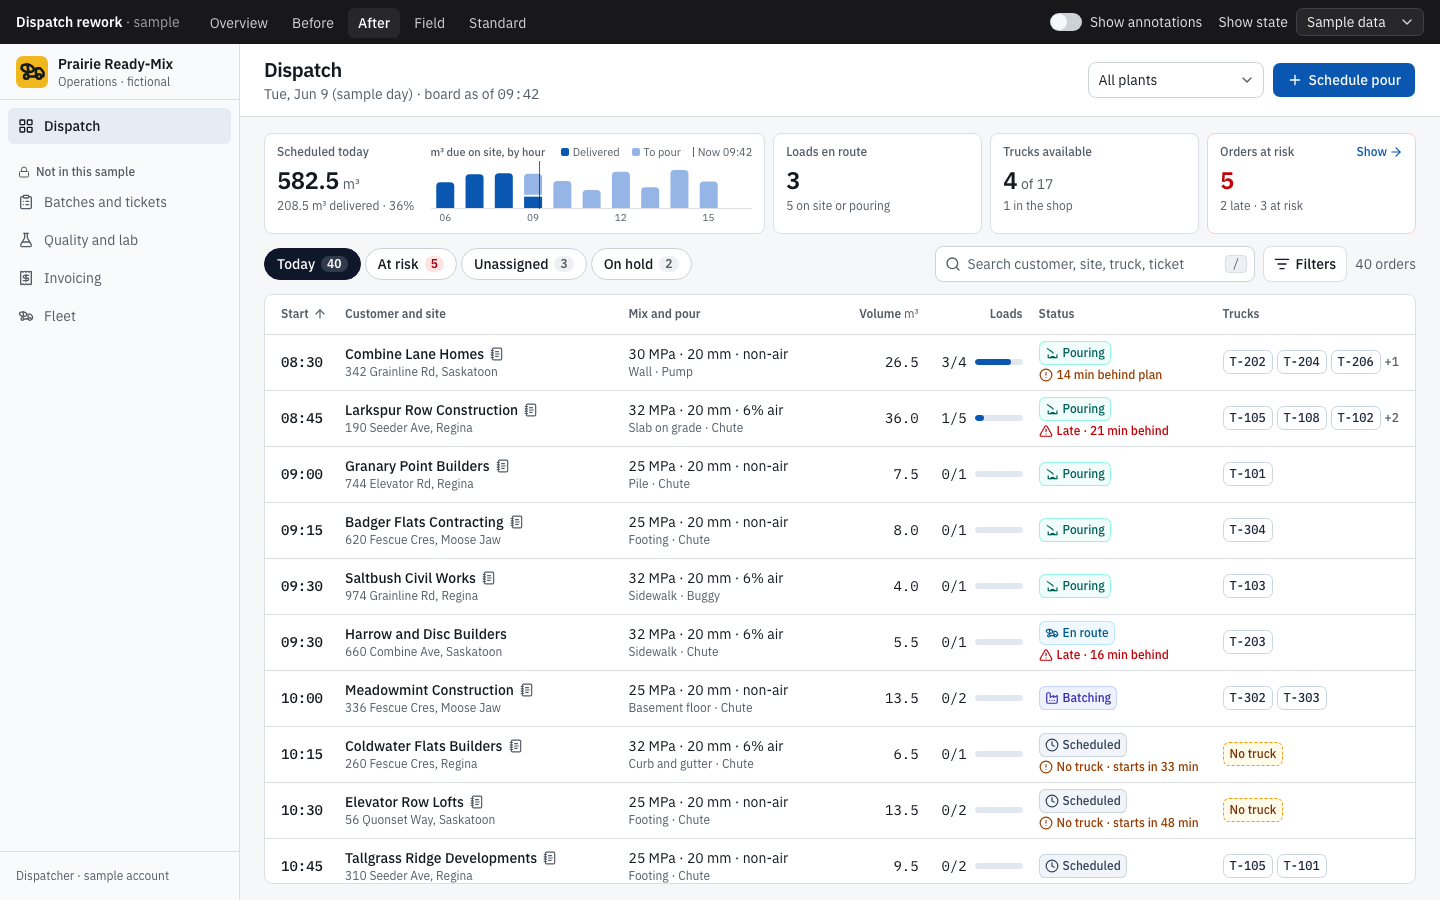 Dispatch rework · sample
Overview
Before
After
Field
Standard
Show annotations
Show state
Sample data
Prairie Ready-Mix
Operations · fictional
Dispatch
Not in this sample
Batches and tickets
Quality and lab
Invoicing
Fleet
Dispatcher · sample account
Dispatch
Tue, Jun 9 (sample day) · board as of 09:42
All plants
Schedule pour
Scheduled today
582.5 m³
208.5 m³ delivered · 36%
m³ due on site, by hour
Delivered
To pour
Now 09:42
06 09 12 15
Loads en route
3
5 on site or pouring
Trucks available
4 of 17
1 in the shop
Orders at risk
Show
5
2 late · 3 at risk
Today 40
At risk 5
Unassigned 3
On hold 2
Search customer, site, truck, ticket /
Filters
40 orders
Start Customer and site Mix and pour Volume m³ Loads Status Trucks
08:30 Combine Lane Homes 30 MPa · 20 mm · non-air 26.5 3/4 Pouring T-202 T-204 T-206 +1
342 Grainline Rd, Saskatoon Wall · Pump 14 min behind plan
08:45 Larkspur Row Construction 32 MPa · 20 mm · 6% air 36.0 1/5 Pouring T-105 T-108 T-102 +2
190 Seeder Ave, Regina Slab on grade · Chute Late · 21 min behind
09:00 Granary Point Builders 25 MPa · 20 mm · non-air 7.5 0/1 Pouring T-101
744 Elevator Rd, Regina Pile · Chute
09:15 Badger Flats Contracting 25 MPa · 20 mm · non-air 8.0 0/1 Pouring T-304
620 Fescue Cres, Moose Jaw Footing · Chute
09:30 Saltbush Civil Works 32 MPa · 20 mm · 6% air 4.0 0/1 Pouring T-103
974 Grainline Rd, Regina Sidewalk · Buggy
09:30 Harrow and Disc Builders 32 MPa · 20 mm · 6% air 5.5 0/1 En route T-203
660 Combine Ave, Saskatoon Sidewalk · Chute Late · 16 min behind
10:00 Meadowmint Construction 25 MPa · 20 mm · non-air 13.5 0/2 Batching T-302 T-303
336 Fescue Cres, Moose Jaw Basement floor · Chute
10:15 Coldwater Flats Builders 32 MPa · 20 mm · 6% air 6.5 0/1 Scheduled No truck
260 Fescue Cres, Regina Curb and gutter · Chute No truck · starts in 33 min
10:30 Elevator Row Lofts 25 MPa · 20 mm · non-air 13.5 0/2 Scheduled No truck
56 Quonset Way, Saskatoon Footing · Chute No truck · starts in 48 min
10:45 Tallgrass Ridge Developments 25 MPa · 20 mm · non-air 9.5 0/2 Scheduled T-105 T-101
310 Seeder Ave, Regina Footing · Chute